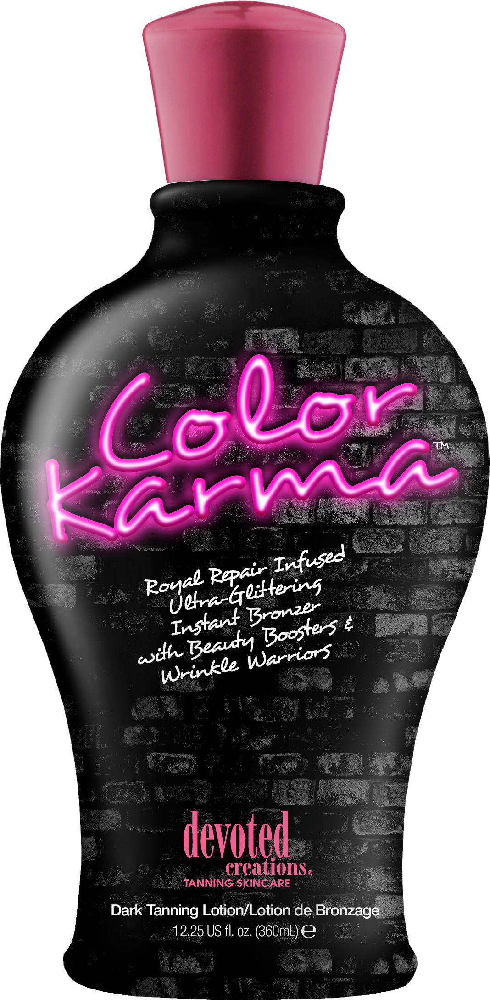 Color
Karma™
Royal Repair Infused
Ultra-Glittering
Instant Bronzer
with Beauty Boosters &
Wrinkle Warriors
devoted
creations®
TANNING SKINCARE
Dark Tanning Lotion/Lotion de Bronzage
12.25 US fl. oz. (360mL) ℮